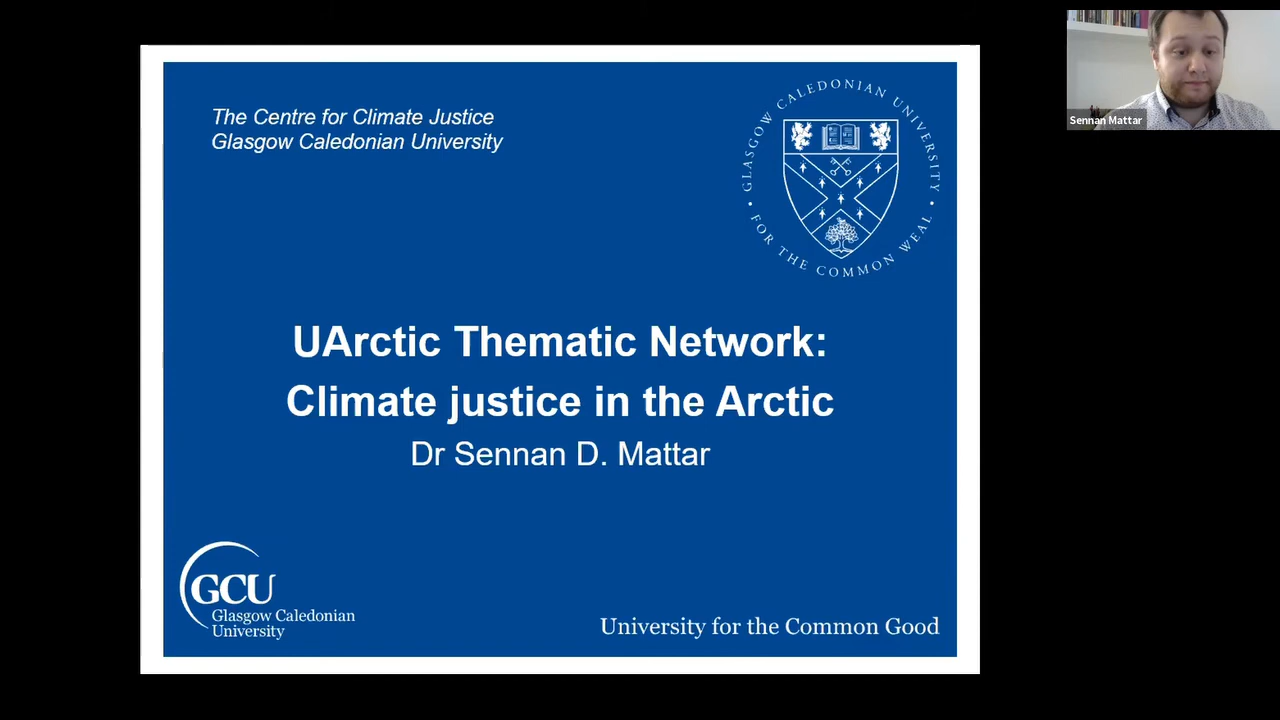 The Centre for Climate Justice
Glasgow Caledonian University
GLASGOW CALEDONIAN UNIVERSITY
• FOR THE COMMON WEAL •
Sennan Mattar
UArctic Thematic Network:
Climate justice in the Arctic
Dr Sennan D. Mattar
GCU
Glasgow Caledonian
University
University for the Common Good